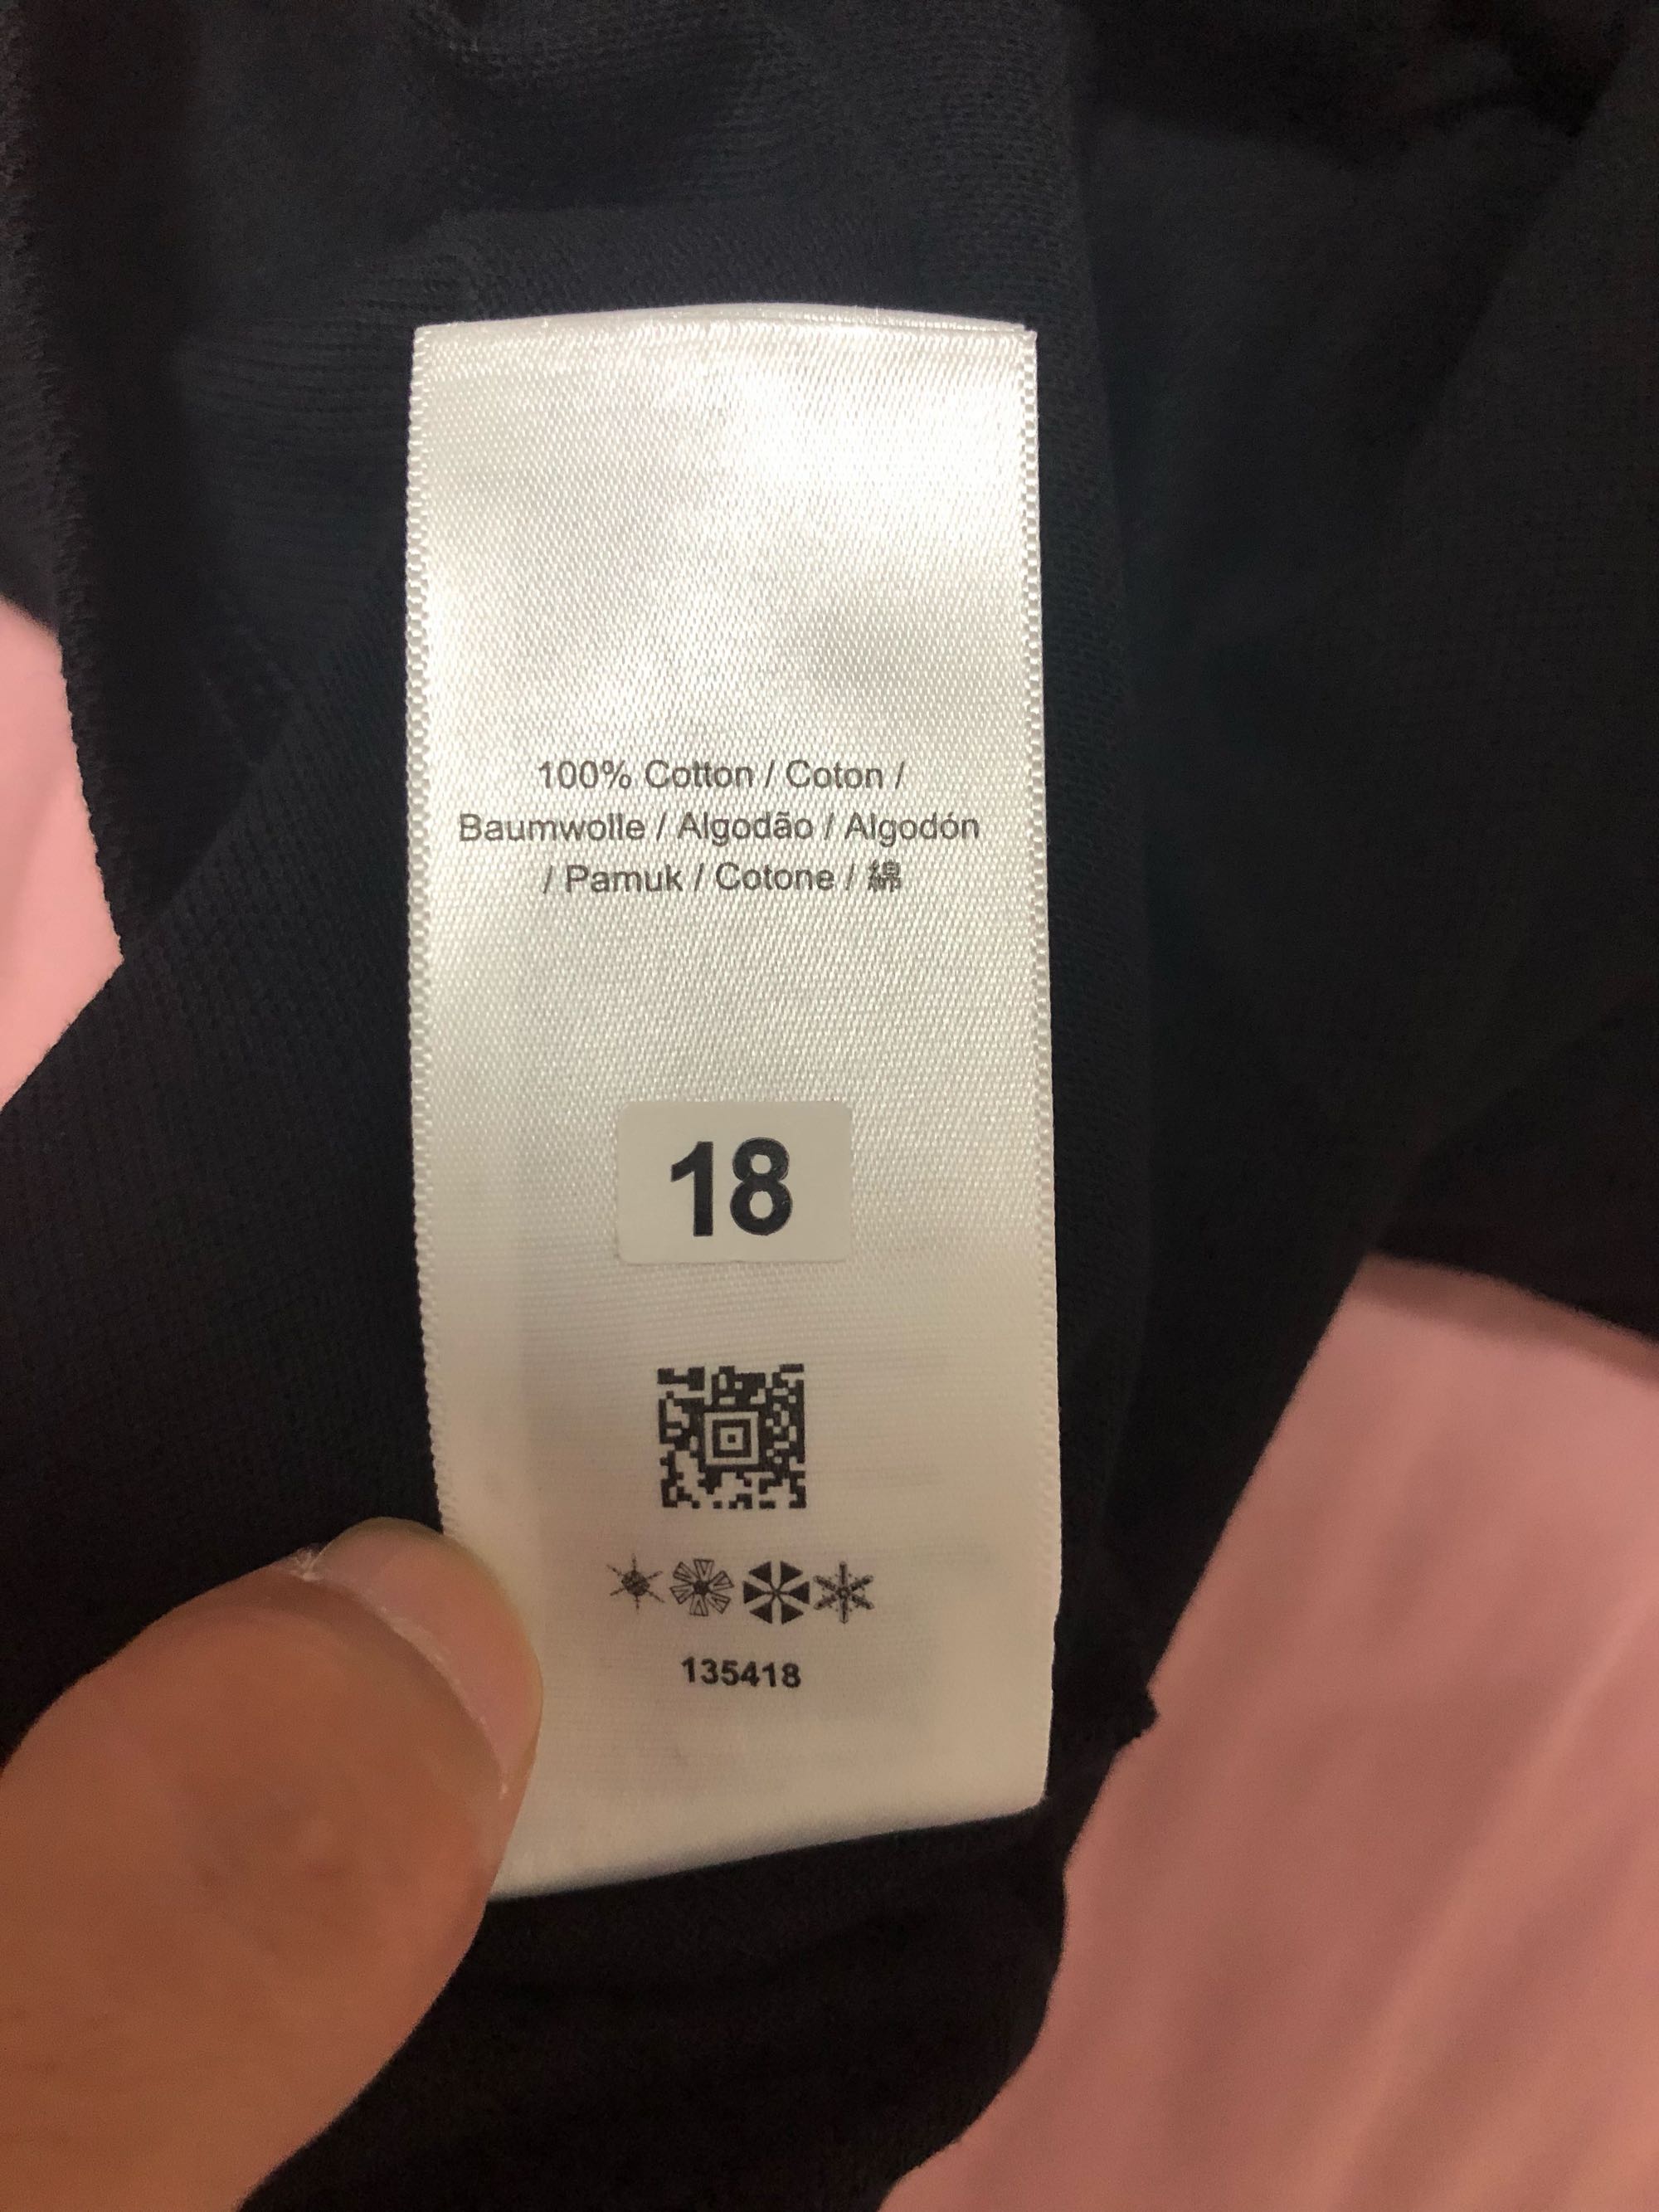 100% Cotton / Coton /
Baumwolle / Algodão / Algodón
/ Pamuk / Cotone / 綿
18
135418